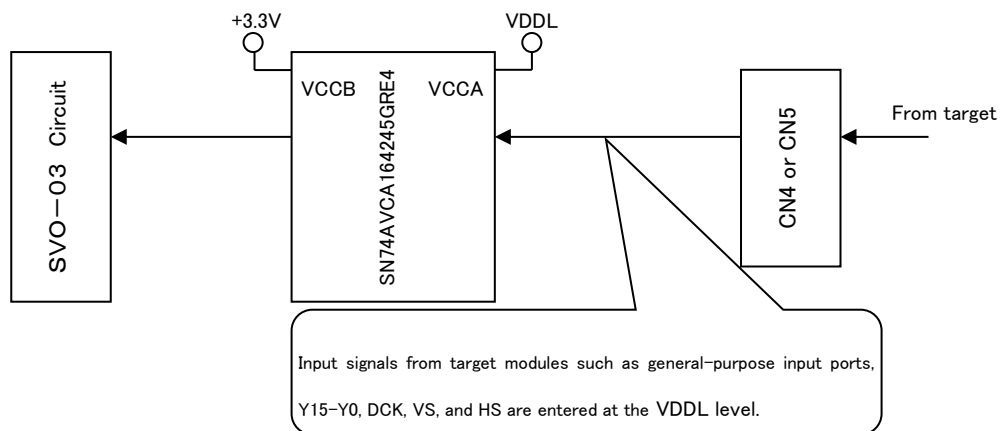 +3.3V
VDDL
SVO-03 Circuit
VCCB
VCCA
SN74AVCA164245GRE4
CN4 or CN5
From target
Input signals from target modules such as general-purpose input ports,
Y15-Y0, DCK, VS, and HS are entered at the VDDL level.